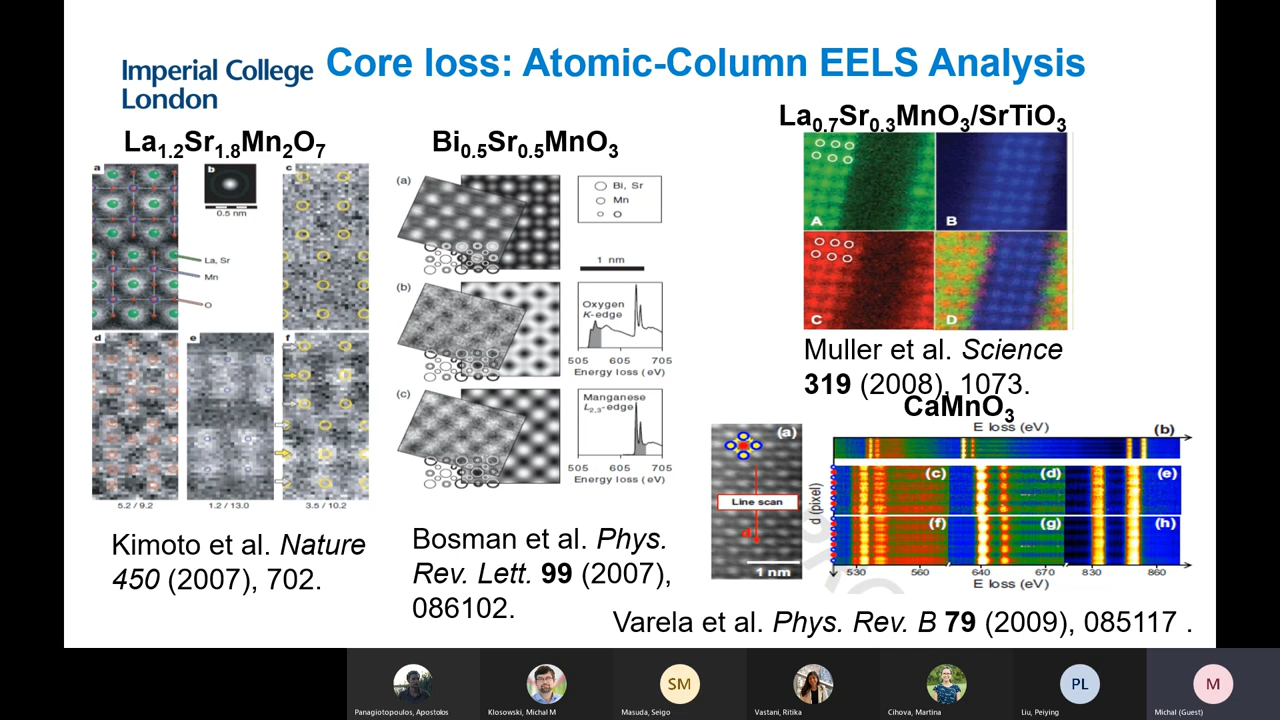 Imperial College
London
Core loss: Atomic-Column EELS Analysis
La1.2Sr1.8Mn2O7
a
b
c
0.5 nm
La, Sr
Mn
O
d
e
f
5.2 / 9.2
1.2 / 13.0
3.5 / 10.2
Kimoto et al. Nature
450 (2007), 702.
Bi0.5Sr0.5MnO3
(a)
Bi, Sr
Mn
O
1 nm
(b)
Oxygen
K-edge
505 605 705
Energy loss (eV)
(c)
Manganese
L2,3-edge
505 605 705
Energy loss (eV)
Bosman et al. Phys.
Rev. Lett. 99 (2007),
086102.
La0.7Sr0.3MnO3/SrTiO3
A
B
C
D
Muller et al. Science
319 (2008), 1073.
CaMnO3
(a)
Line scan
d
1 nm
E loss (eV)
(b)
(c)
(d)
(e)
d (pixel)
(f)
(g)
(h)
530 560 640 670 830 860
E loss (eV)
Varela et al. Phys. Rev. B 79 (2009), 085117 .
SM
PL
M
Panagiotopoulos, Apostolos
Klosowski, Michal M
Masuda, Seigo
Vastani, Ritika
Cihova, Martina
Liu, Peiying
Michal (Guest)